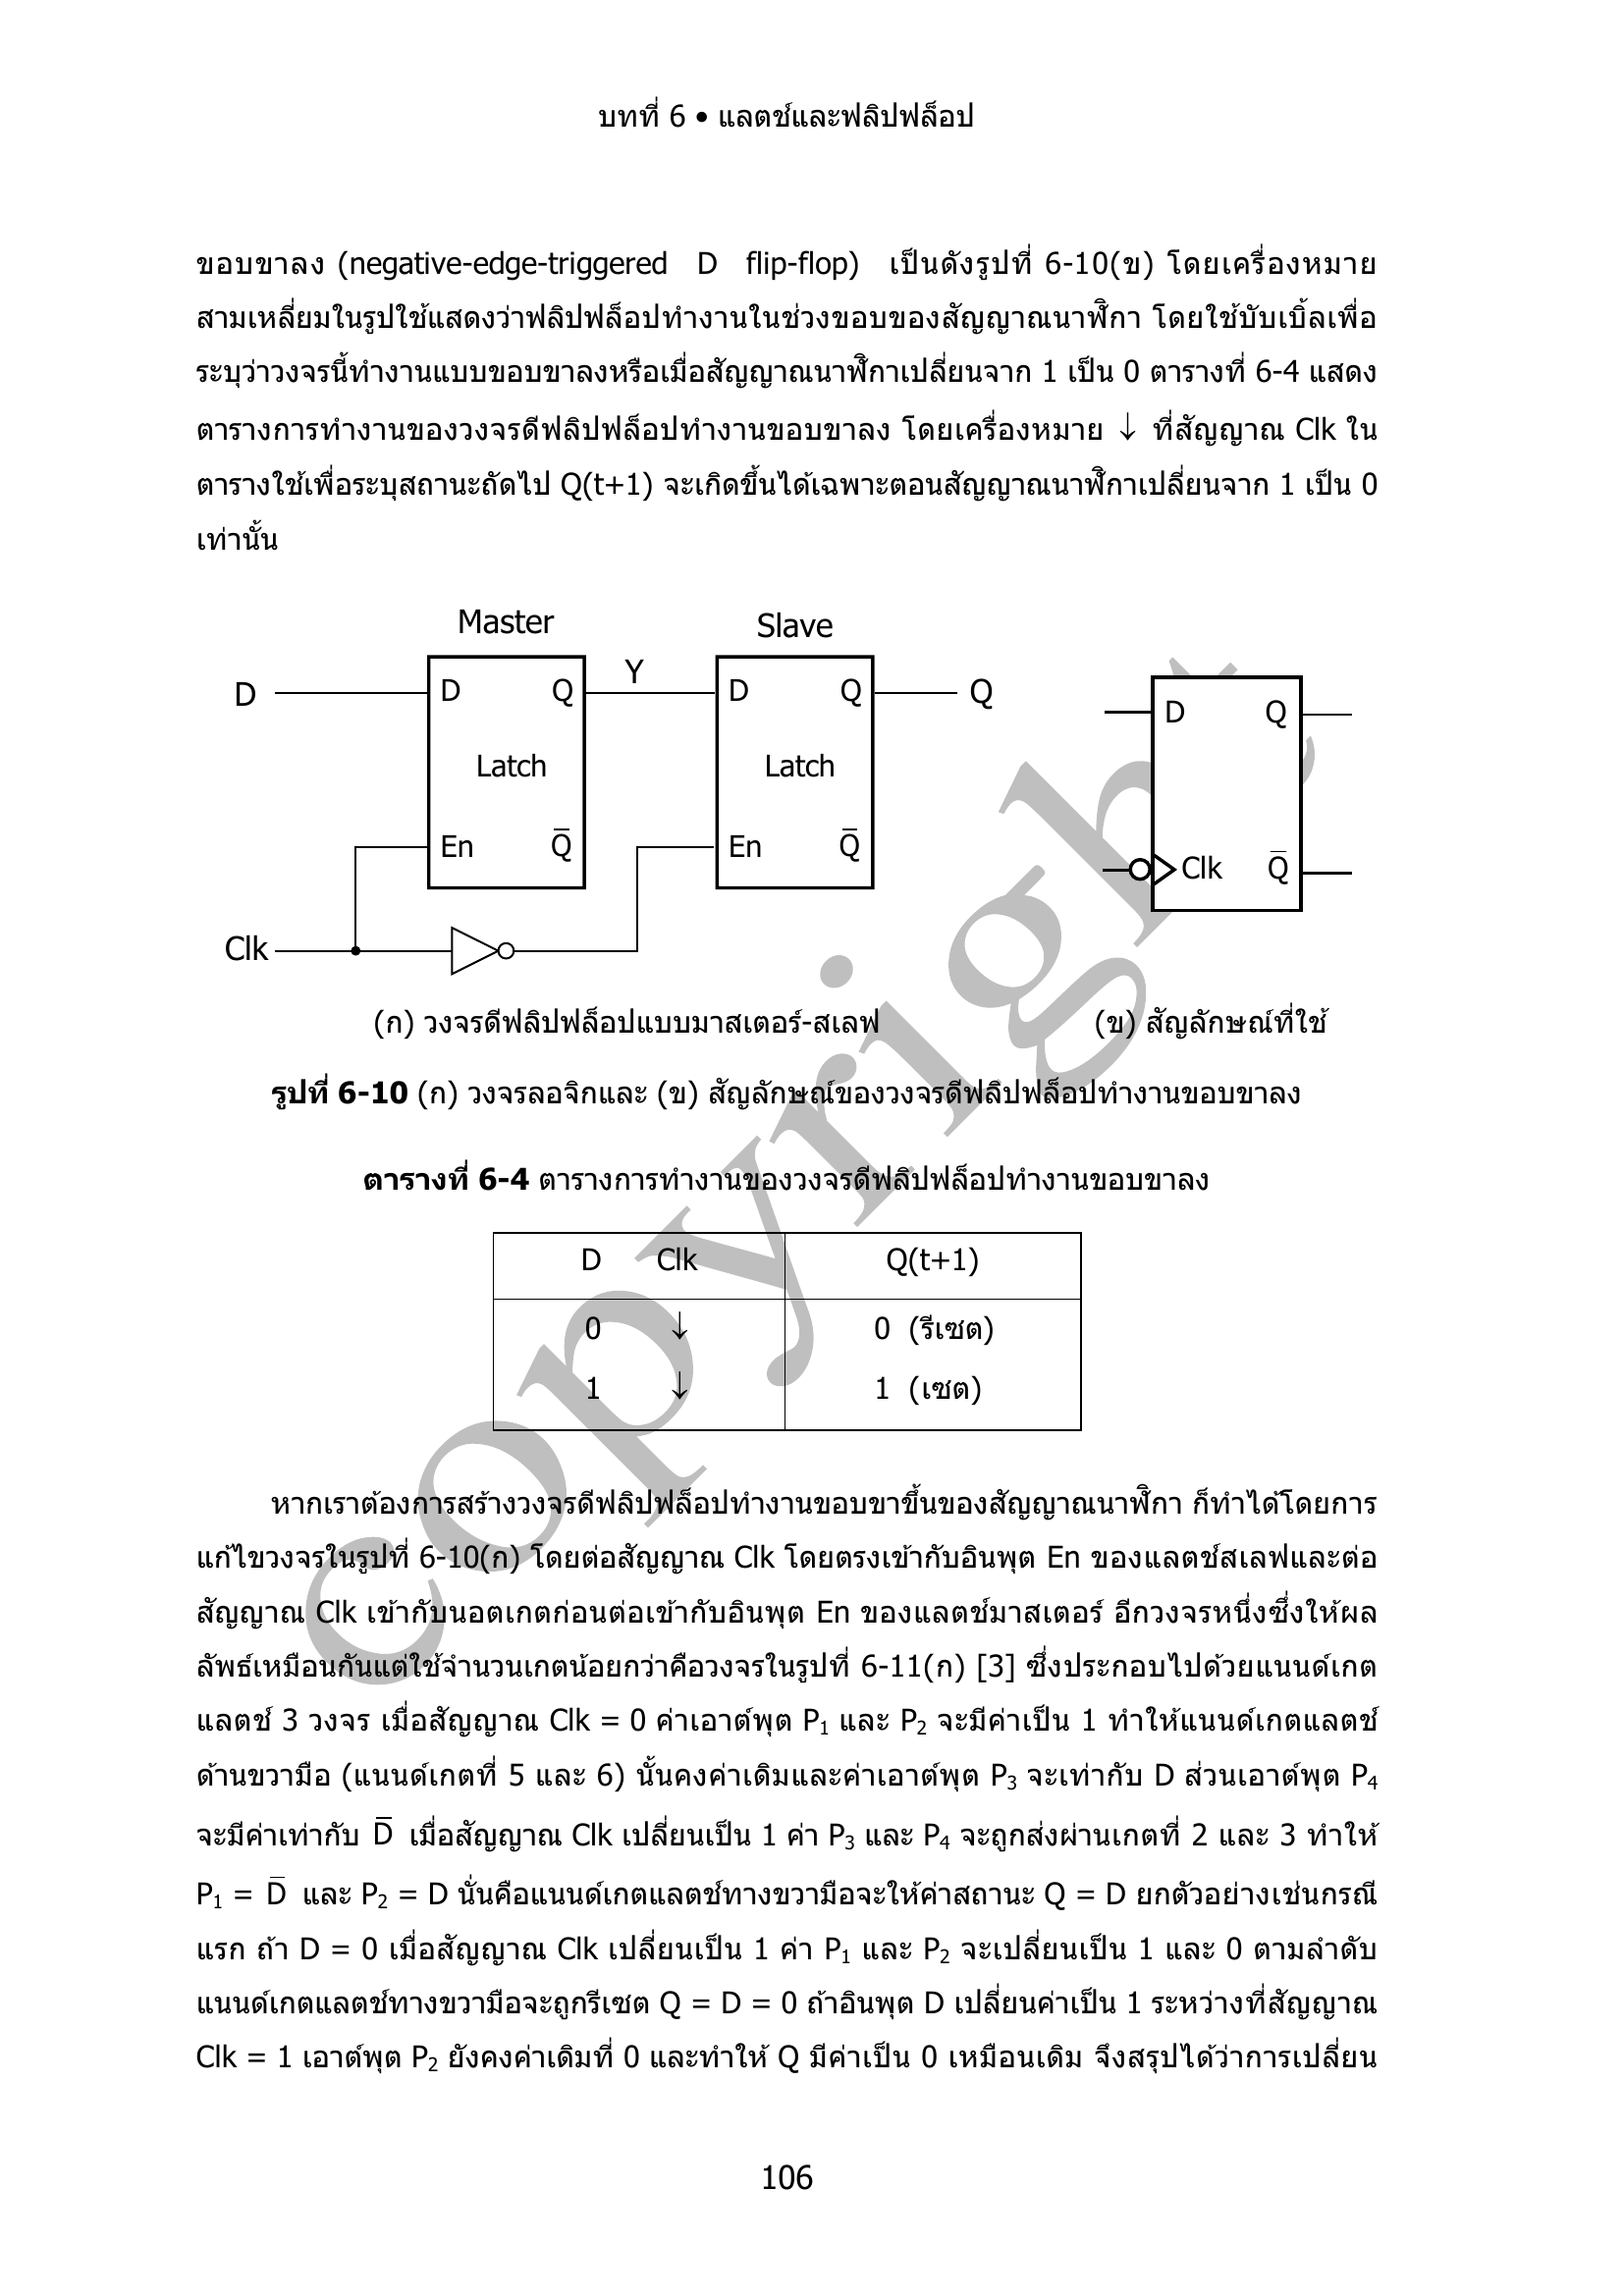 บทที่ 6 • แลตช์และฟลิปฟล็อป
ขอบขาลง (negative-edge-triggered D flip-flop) เป็นดังรูปที่ 6-10(ข) โดยเครื่องหมาย
สามเหลี่ยมในรูปใช้แสดงว่าฟลิปฟล็อปทำงานในช่วงขอบของสัญญาณนาฬิกา โดยใช้บับเบิ้ลเพื่อ
ระบุว่าวงจรนี้ทำงานแบบขอบขาลงหรือเมื่อสัญญาณนาฬิกาเปลี่ยนจาก 1 เป็น 0 ตารางที่ 6-4 แสดง
ตารางการทำงานของวงจรดีฟลิปฟล็อปทำงานขอบขาลง โดยเครื่องหมาย ↓ ที่สัญญาณ Clk ใน
ตารางใช้เพื่อระบุสถานะถัดไป Q(t+1) จะเกิดขึ้นได้เฉพาะตอนสัญญาณนาฬิกาเปลี่ยนจาก 1 เป็น 0
เท่านั้น
Master Slave
D D Q Y D Q Q D Q
Latch Latch
En Q̅ En Q̅ Clk Q̅
Clk
(ก) วงจรดีฟลิปฟล็อปแบบมาสเตอร์-สเลฟ (ข) สัญลักษณ์ที่ใช้
รูปที่ 6-10 (ก) วงจรลอจิกและ (ข) สัญลักษณ์ของวงจรดีฟลิปฟล็อปทำงานขอบขาลง
ตารางที่ 6-4 ตารางการทำงานของวงจรดีฟลิปฟล็อปทำงานขอบขาลง
D Clk Q(t+1)
0 ↓ 0 (รีเซต)
1 ↓ 1 (เซต)
หากเราต้องการสร้างวงจรดีฟลิปฟล็อปทำงานขอบขาขึ้นของสัญญาณนาฬิกา ก็ทำได้โดยการ
แก้ไขวงจรในรูปที่ 6-10(ก) โดยต่อสัญญาณ Clk โดยตรงเข้ากับอินพุต En ของแลตช์สเลฟและต่อ
สัญญาณ Clk เข้ากับนอตเกตก่อนต่อเข้ากับอินพุต En ของแลตช์มาสเตอร์ อีกวงจรหนึ่งซึ่งให้ผล
ลัพธ์เหมือนกันแต่ใช้จำนวนเกตน้อยกว่าคือวงจรในรูปที่ 6-11(ก) [3] ซึ่งประกอบไปด้วยแนนด์เกต
แลตช์ 3 วงจร เมื่อสัญญาณ Clk = 0 ค่าเอาต์พุต P₁ และ P₂ จะมีค่าเป็น 1 ทำให้แนนด์เกตแลตช์
ด้านขวามือ (แนนด์เกตที่ 5 และ 6) นั้นคงค่าเดิมและค่าเอาต์พุต P₃ จะเท่ากับ D ส่วนเอาต์พุต P₄
จะมีค่าเท่ากับ D̅ เมื่อสัญญาณ Clk เปลี่ยนเป็น 1 ค่า P₃ และ P₄ จะถูกส่งผ่านเกตที่ 2 และ 3 ทำให้
P₁ = D̅ และ P₂ = D นั่นคือแนนด์เกตแลตช์ทางขวามือจะให้ค่าสถานะ Q = D ยกตัวอย่างเช่นกรณี
แรก ถ้า D = 0 เมื่อสัญญาณ Clk เปลี่ยนเป็น 1 ค่า P₁ และ P₂ จะเปลี่ยนเป็น 1 และ 0 ตามลำดับ
แนนด์เกตแลตช์ทางขวามือจะถูกรีเซต Q = D = 0 ถ้าอินพุต D เปลี่ยนค่าเป็น 1 ระหว่างที่สัญญาณ
Clk = 1 เอาต์พุต P₂ ยังคงค่าเดิมที่ 0 และทำให้ Q มีค่าเป็น 0 เหมือนเดิม จึงสรุปได้ว่าการเปลี่ยน
106
copyright